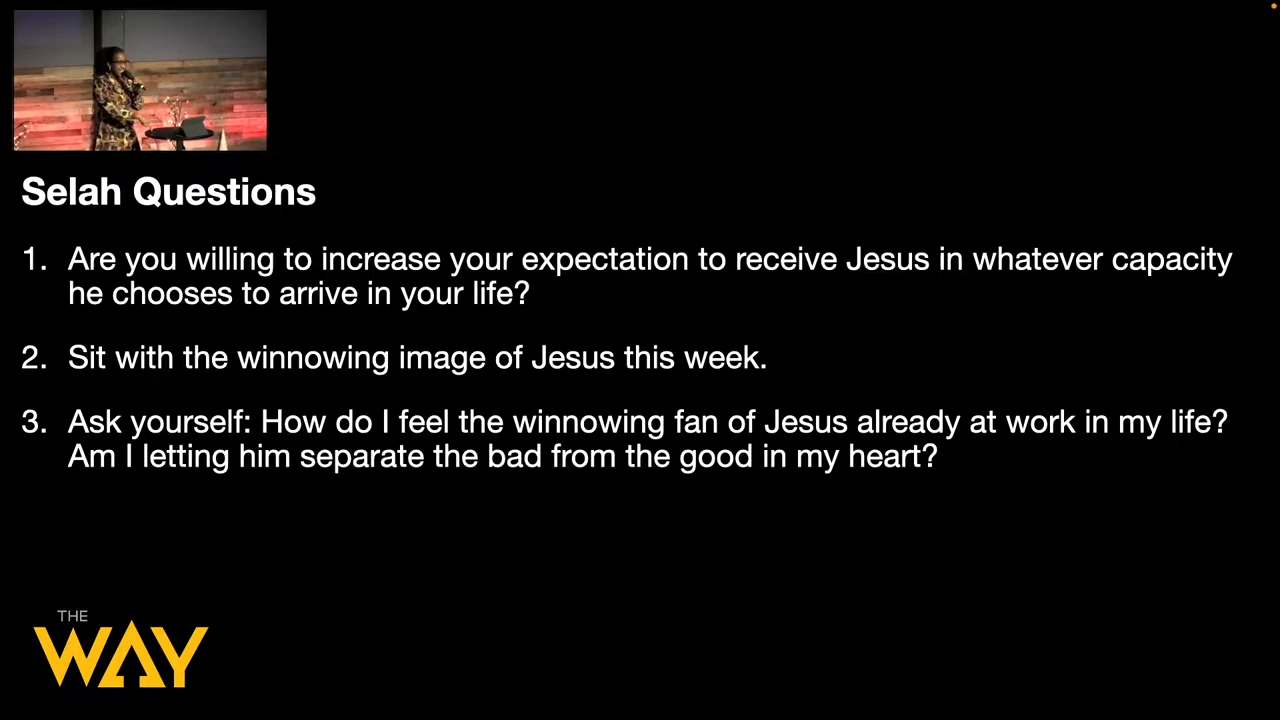 Selah Questions
1. Are you willing to increase your expectation to receive Jesus in whatever capacity
he chooses to arrive in your life?
2. Sit with the winnowing image of Jesus this week.
3. Ask yourself: How do I feel the winnowing fan of Jesus already at work in my life?
Am I letting him separate the bad from the good in my heart?
THE
WAY